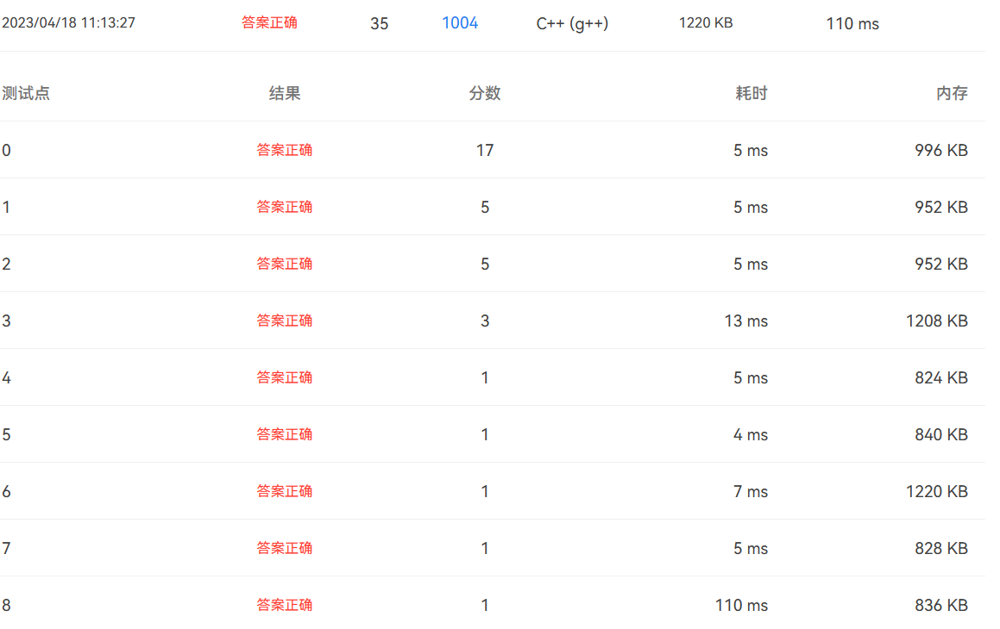 2023/04/18 11:13:27 答案正确 35 1004 C++ (g++) 1220 KB 110 ms
测试点 结果 分数 耗时 内存
0 答案正确 17 5 ms 996 KB
1 答案正确 5 5 ms 952 KB
2 答案正确 5 5 ms 952 KB
3 答案正确 3 13 ms 1208 KB
4 答案正确 1 5 ms 824 KB
5 答案正确 1 4 ms 840 KB
6 答案正确 1 7 ms 1220 KB
7 答案正确 1 5 ms 828 KB
8 答案正确 1 110 ms 836 KB